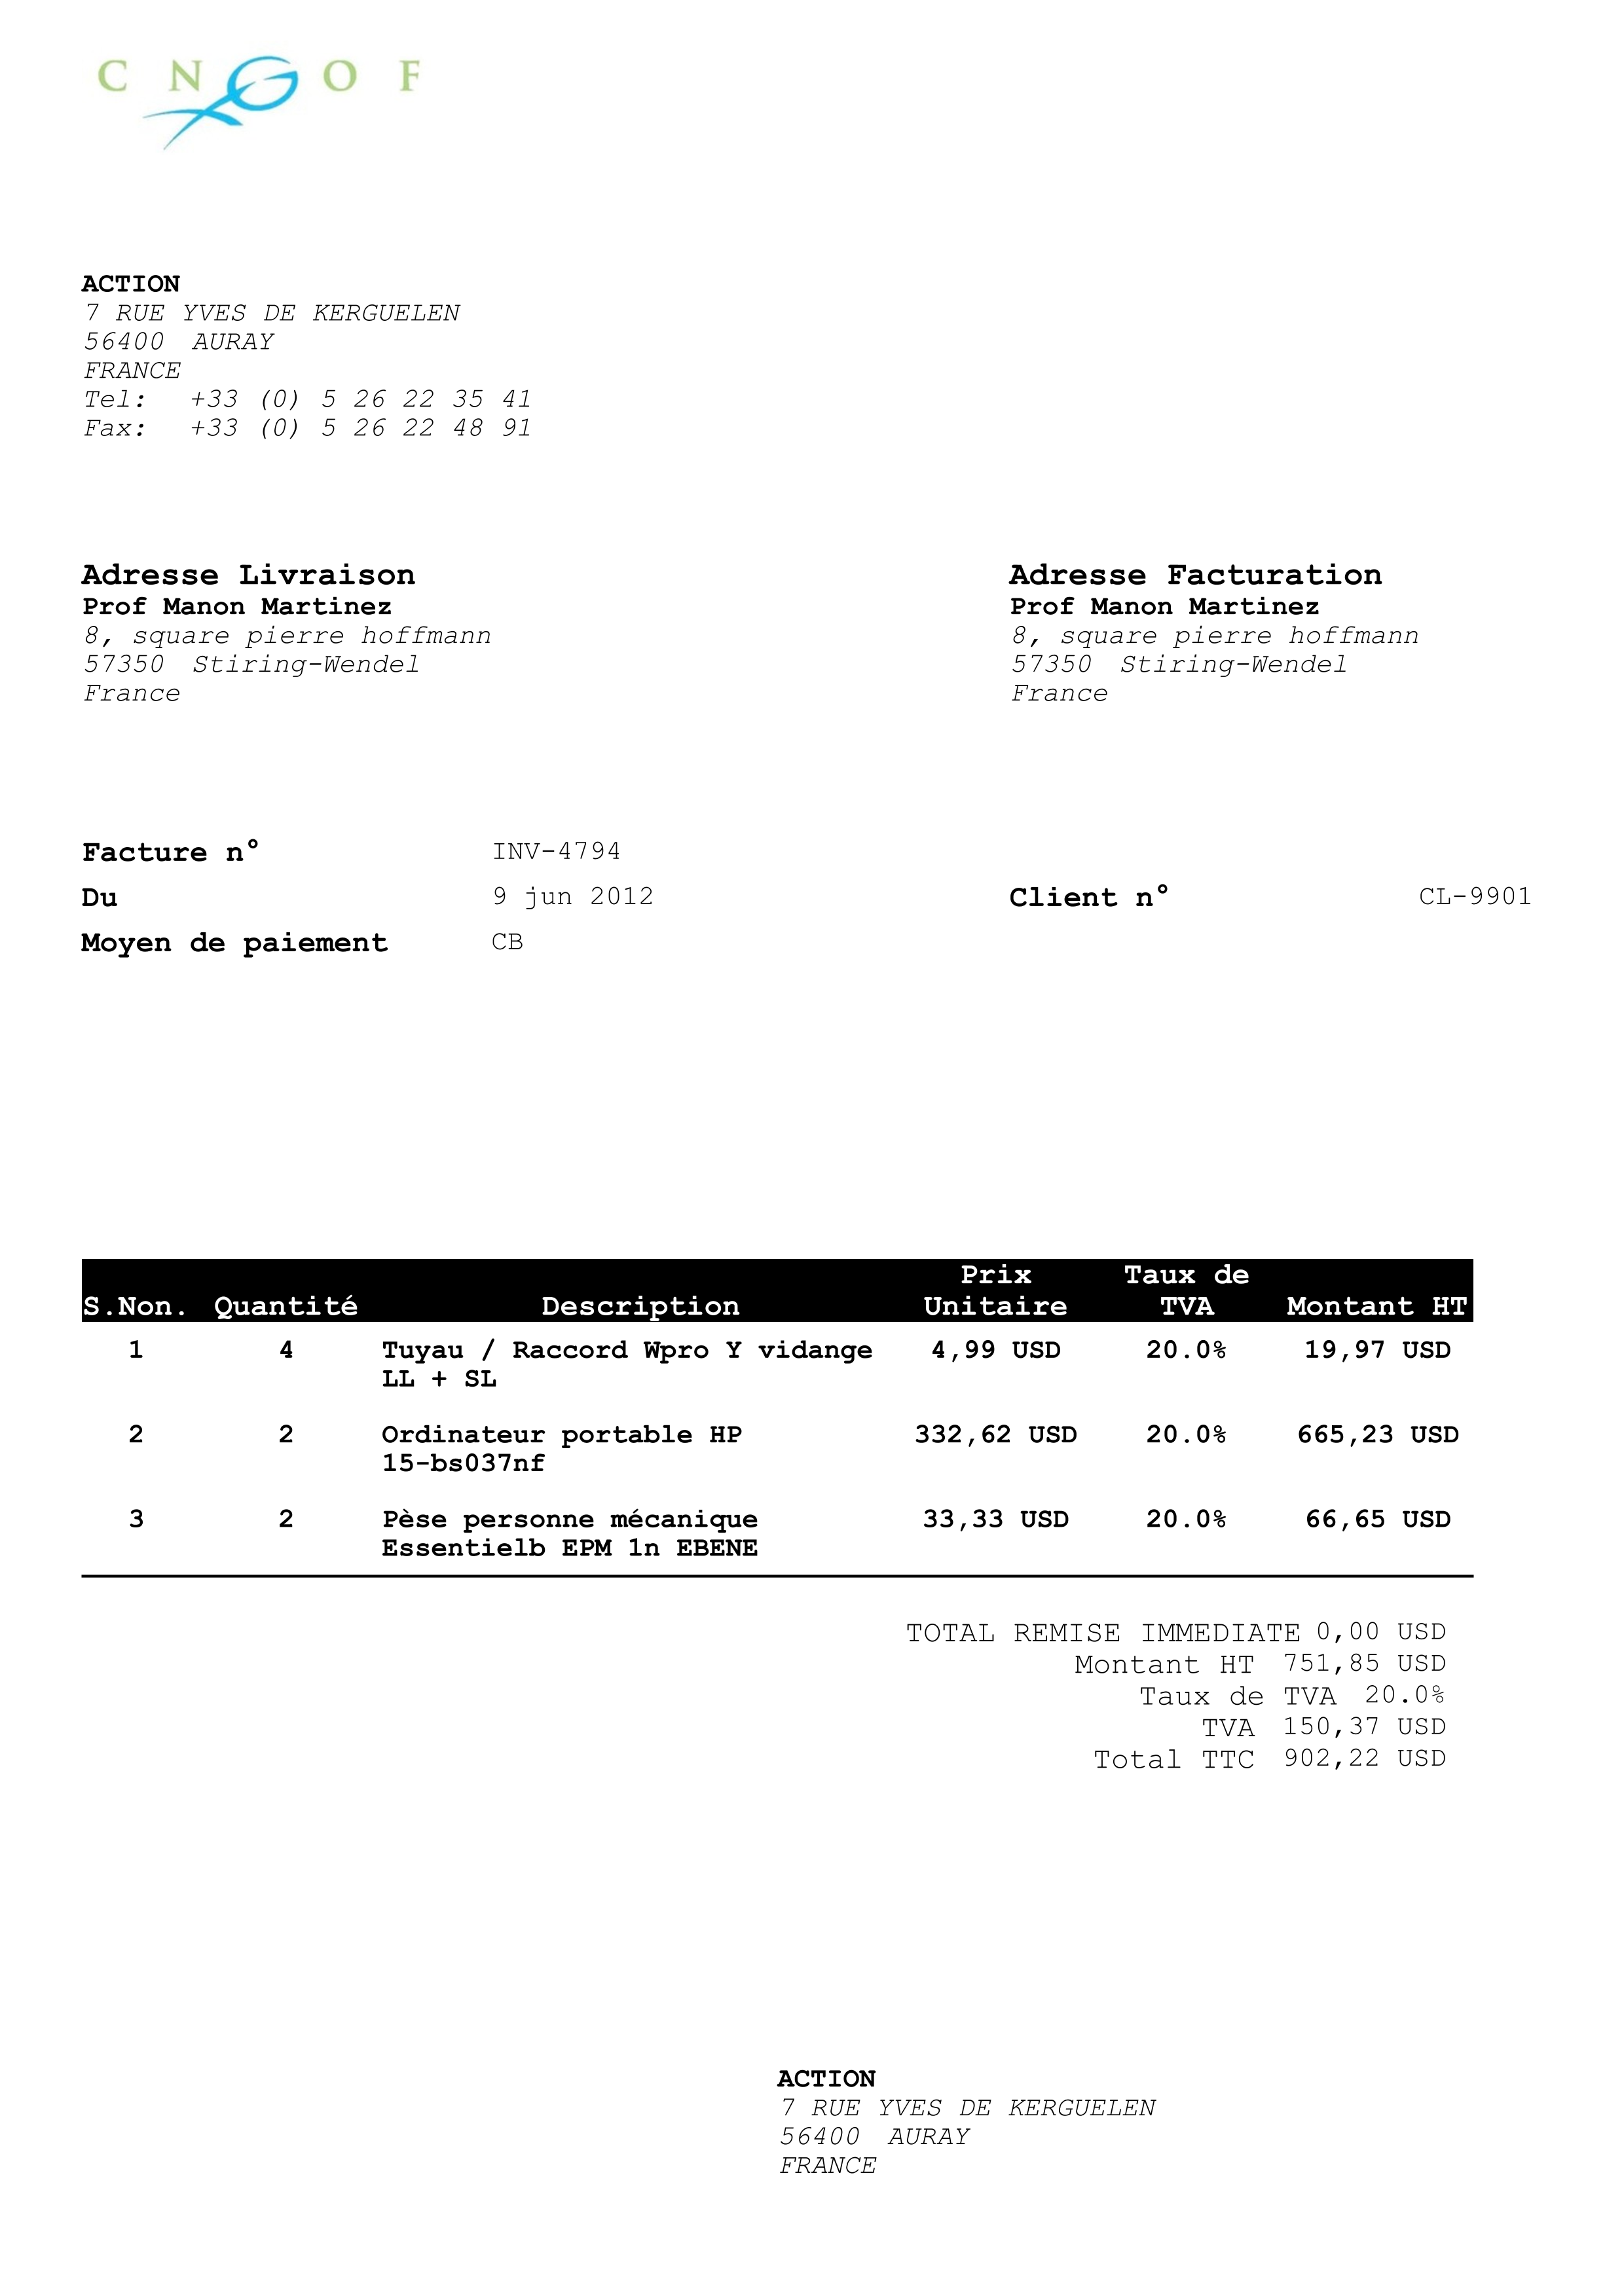 C N G O F
ACTION
7 RUE YVES DE KERGUELEN
56400 AURAY
FRANCE
Tel: +33 (0) 5 26 22 35 41
Fax: +33 (0) 5 26 22 48 91
Adresse Livraison
Prof Manon Martinez
8, square pierre hoffmann
57350 Stiring-Wendel
France
Adresse Facturation
Prof Manon Martinez
8, square pierre hoffmann
57350 Stiring-Wendel
France
Facture n° INV-4794
Du 9 jun 2012 Client n° CL-9901
Moyen de paiement CB
Prix Taux de
S.Non. Quantité Description Unitaire TVA Montant HT
1 4 Tuyau / Raccord Wpro Y vidange 4,99 USD 20.0% 19,97 USD
LL + SL
2 2 Ordinateur portable HP 332,62 USD 20.0% 665,23 USD
15-bs037nf
3 2 Pèse personne mécanique 33,33 USD 20.0% 66,65 USD
Essentielb EPM 1n EBENE
TOTAL REMISE IMMEDIATE 0,00 USD
Montant HT 751,85 USD
Taux de TVA 20.0%
TVA 150,37 USD
Total TTC 902,22 USD
ACTION
7 RUE YVES DE KERGUELEN
56400 AURAY
FRANCE